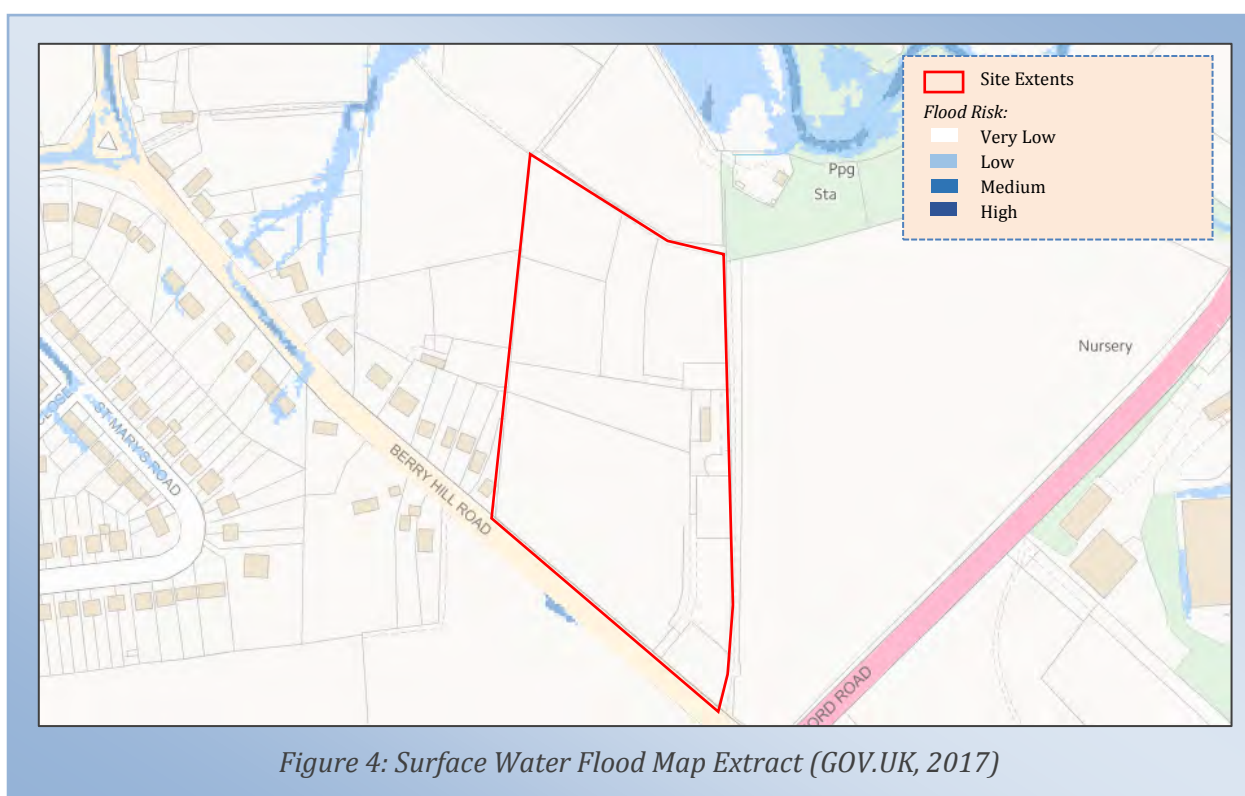 Site Extents
Flood Risk:
Very Low
Low
Medium
High
Ppg
Sta
Nursery
BERRY HILL ROAD
ST MARY'S ROAD
CLOSE
ORD ROAD
Figure 4: Surface Water Flood Map Extract (GOV.UK, 2017)